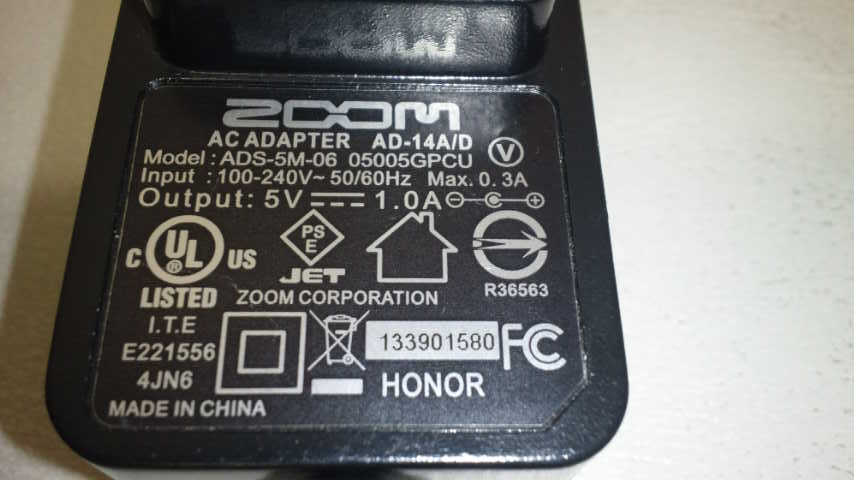 ZOOM
AC ADAPTER AD-14A/D
Model : ADS-5M-06 05005GPCU V
Input : 100-240V~ 50/60Hz Max. 0.3A
Output: 5V 1.0A
C UL US
®
PS
E
JET
LISTED ZOOM CORPORATION
R36563
I.T.E
E221556
4JN6
133901580 FC
HONOR
MADE IN CHINA